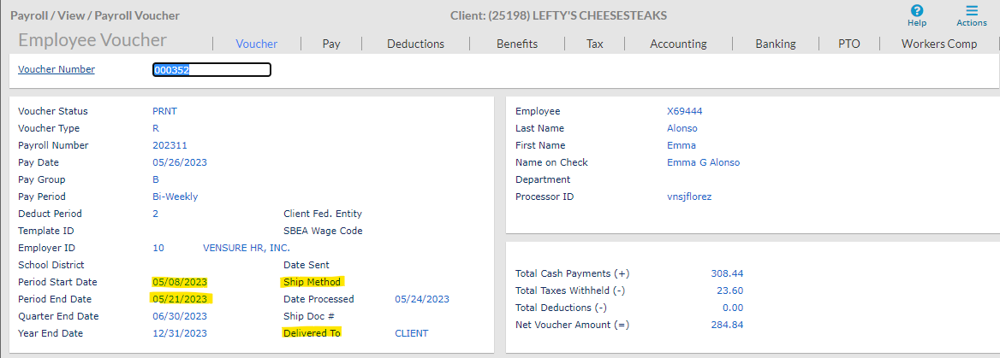 Payroll / View / Payroll Voucher Client: (25198) LEFTY'S CHEESESTEAKS Help Actions
Employee Voucher Voucher Pay Deductions Benefits Tax Accounting Banking PTO Workers Comp
Voucher Number 000352
Voucher Status PRNT
Voucher Type R
Payroll Number 202311
Pay Date 05/26/2023
Pay Group B
Pay Period Bi-Weekly
Deduct Period 2 Client Fed. Entity
Template ID SBEA Wage Code
Employer ID 10 VENSURE HR, INC.
School District Date Sent
Period Start Date 05/08/2023 Ship Method
Period End Date 05/21/2023 Date Processed 05/24/2023
Quarter End Date 06/30/2023 Ship Doc #
Year End Date 12/31/2023 Delivered To CLIENT
Employee X69444
Last Name Alonso
First Name Emma
Name on Check Emma G Alonso
Department
Processor ID vnsjflorez
Total Cash Payments (+) 308.44
Total Taxes Withheld (-) 23.60
Total Deductions (-) 0.00
Net Voucher Amount (=) 284.84